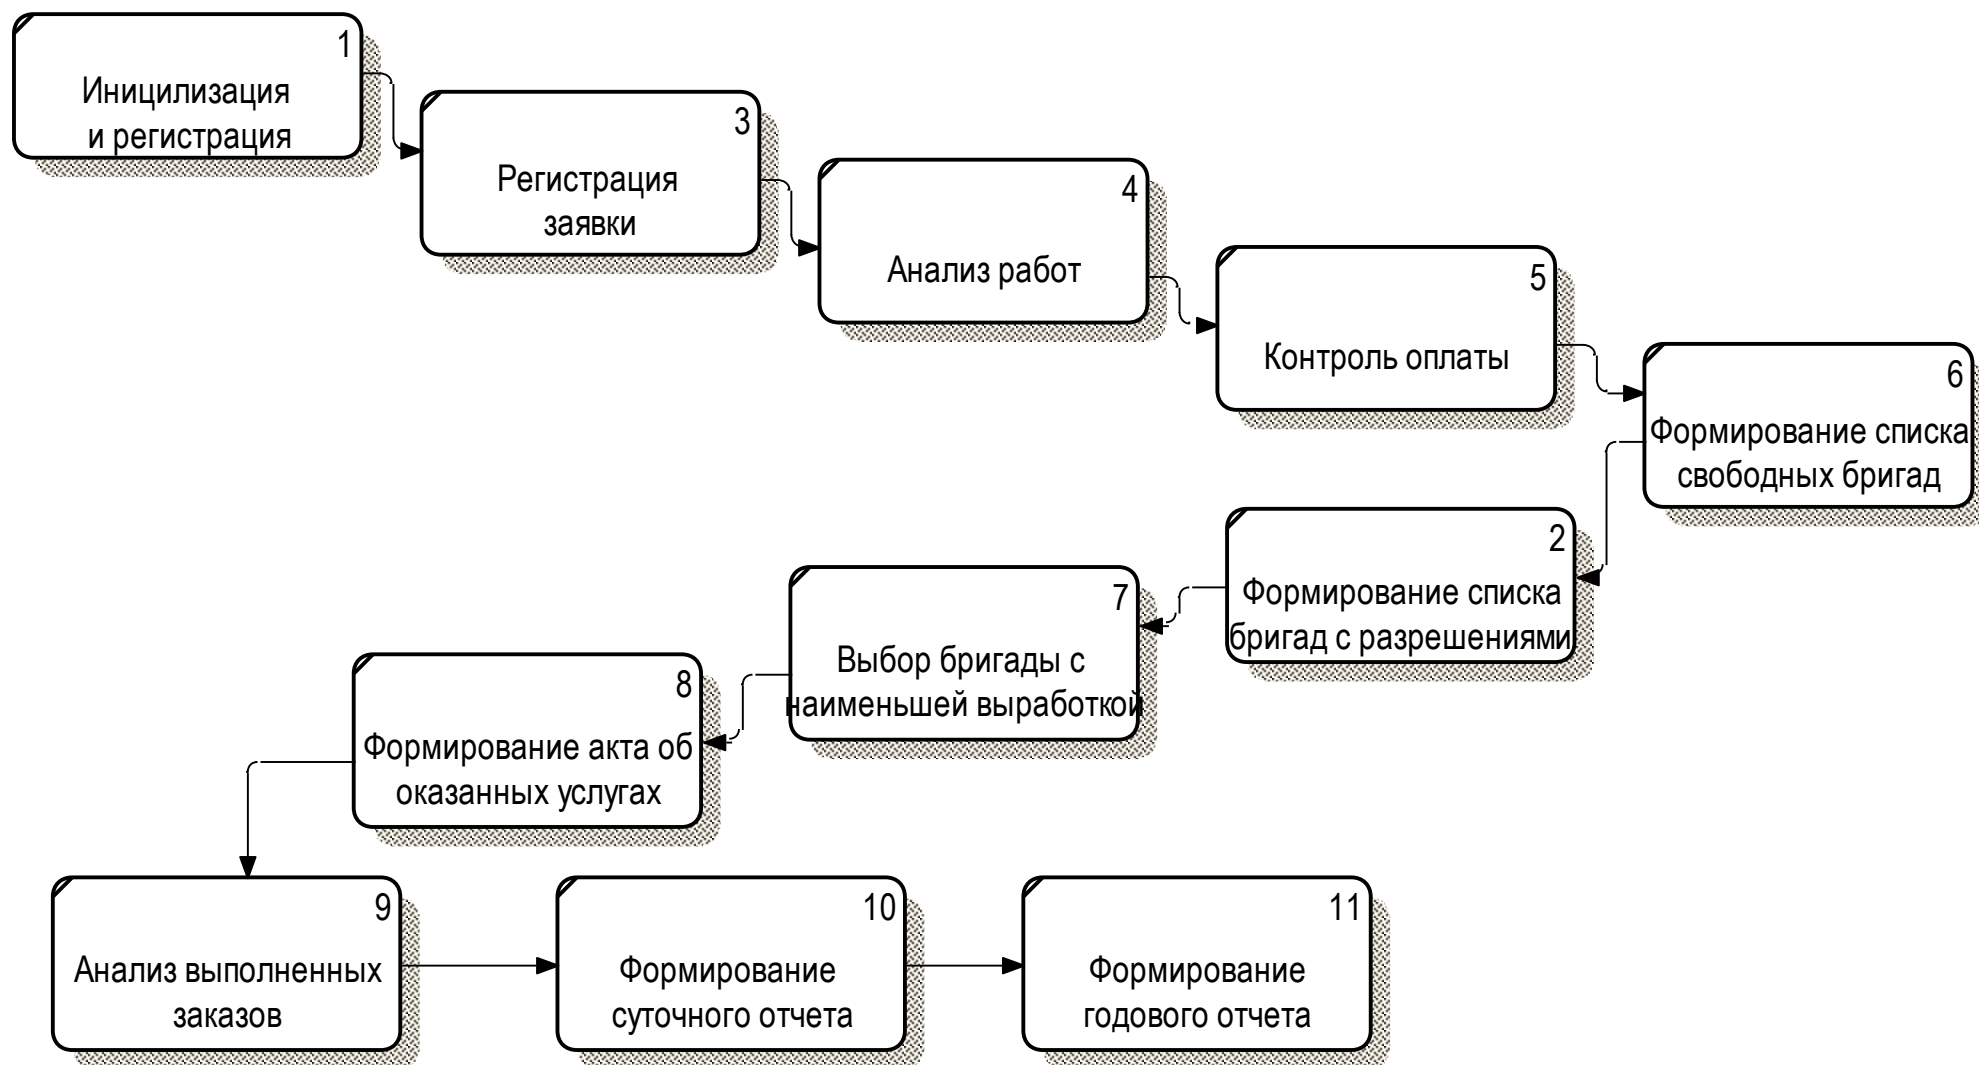 1
Иницилизация
и регистрация
3
Регистрация
заявки
4
Анализ работ
5
Контроль оплаты
6
Формирование списка
свободных бригад
2
Формирование списка
бригад с разрешениями
7
Выбор бригады с
наименьшей выработкой
8
Формирование акта об
оказанных услугах
9
Анализ выполненных
заказов
10
Формирование
суточного отчета
11
Формирование
годового отчета